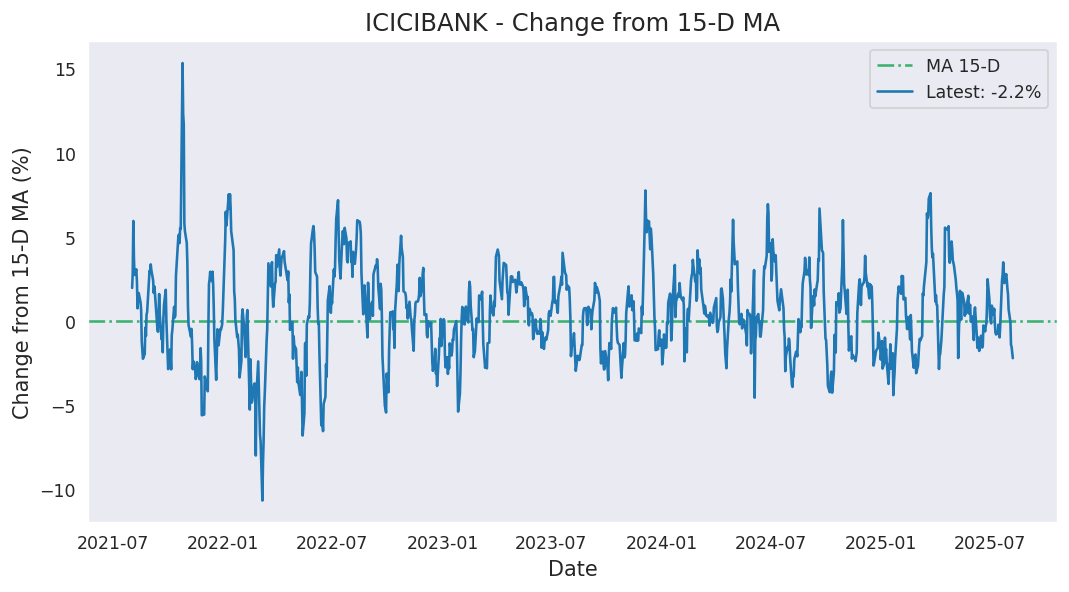 ICICIBANK - Change from 15-D MA
MA 15-D
Latest: -2.2%
Change from 15-D MA (%)
15
10
5
0
−5
−10
2021-07 2022-01 2022-07 2023-01 2023-07 2024-01 2024-07 2025-01 2025-07
Date